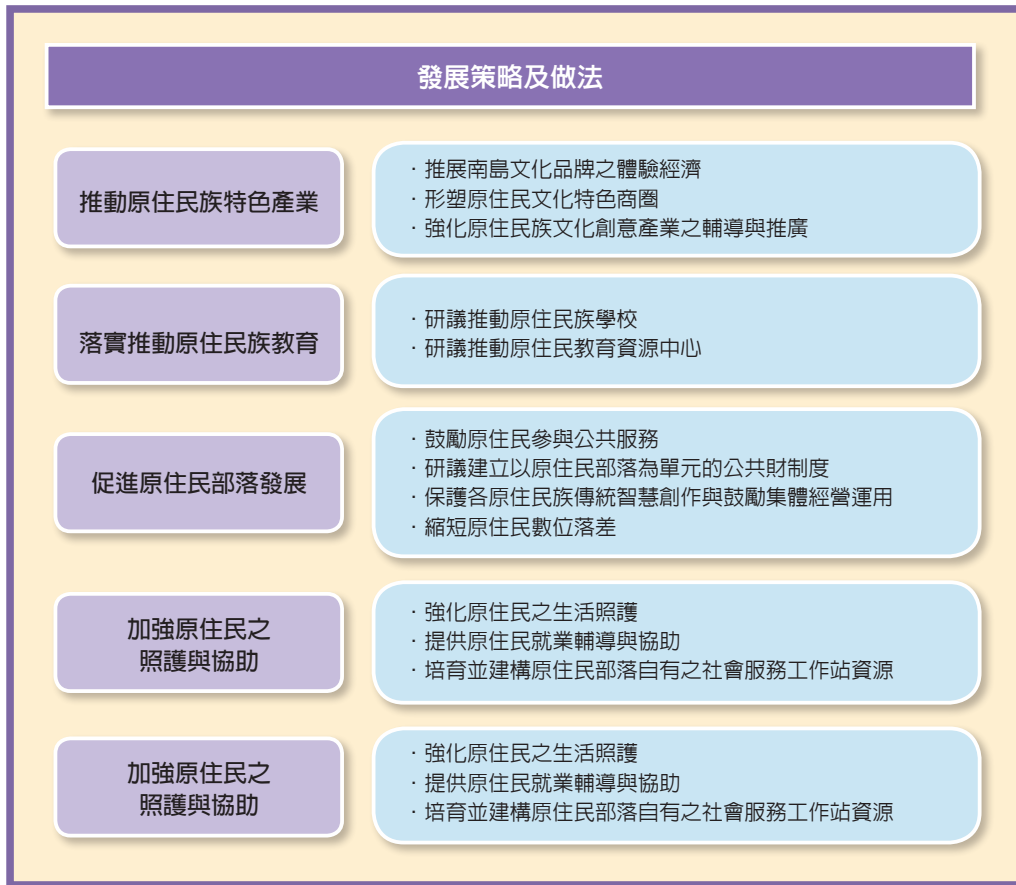 發展策略及做法
推動原住民族特色產業
·推展南島文化品牌之體驗經濟
·形塑原住民文化特色商圈
·強化原住民族文化創意產業之輔導與推廣
落實推動原住民族教育
·研議推動原住民族學校
·研議推動原住民教育資源中心
促進原住民部落發展
·鼓勵原住民參與公共服務
·研議建立以原住民部落為單元的公共財制度
·保護各原住民族傳統智慧創作與鼓勵集體經營運用
·縮短原住民數位落差
加強原住民之
照護與協助
·強化原住民之生活照護
·提供原住民就業輔導與協助
·培育並建構原住民部落自有之社會服務工作站資源
加強原住民之
照護與協助
·強化原住民之生活照護
·提供原住民就業輔導與協助
·培育並建構原住民部落自有之社會服務工作站資源